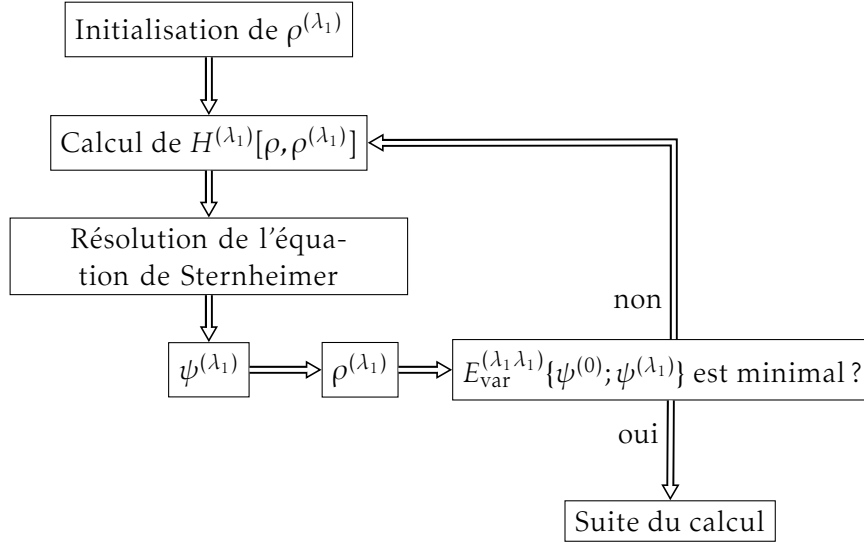 Initialisation de ρ^(λ₁)
Calcul de H^(λ₁)[ρ, ρ^(λ₁)]
Résolution de l'équa-
tion de Sternheimer
non
ψ^(λ₁)
ρ^(λ₁)
E_var^(λ₁λ₁){ψ^(0); ψ^(λ₁)} est minimal ?
oui
Suite du calcul